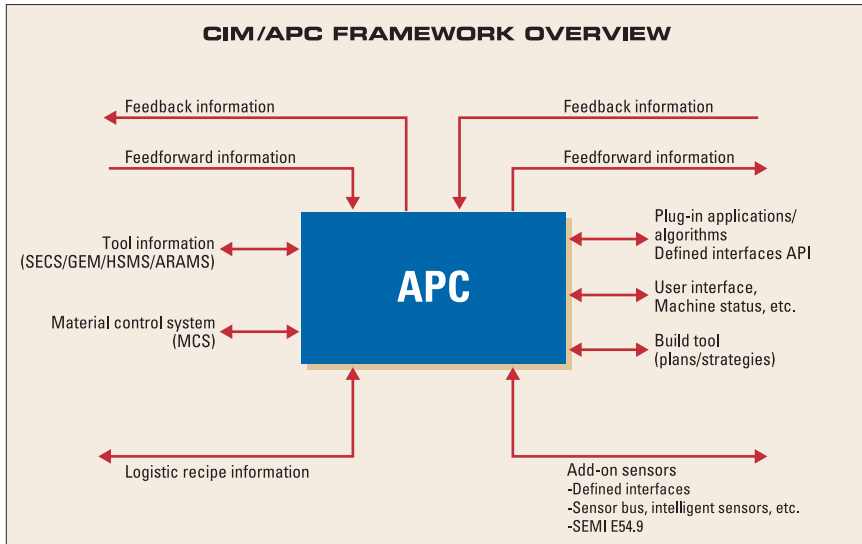 CIM/APC FRAMEWORK OVERVIEW
Feedback information
Feedback information
Feedforward information
Feedforward information
Tool information
(SECS/GEM/HSMS/ARAMS)
Material control system
(MCS)
APC
Plug-in applications/
algorithms
Defined interfaces API
User interface,
Machine status, etc.
Build tool
(plans/strategies)
Logistic recipe information
Add-on sensors
-Defined interfaces
-Sensor bus, intelligent sensors, etc.
-SEMI E54.9